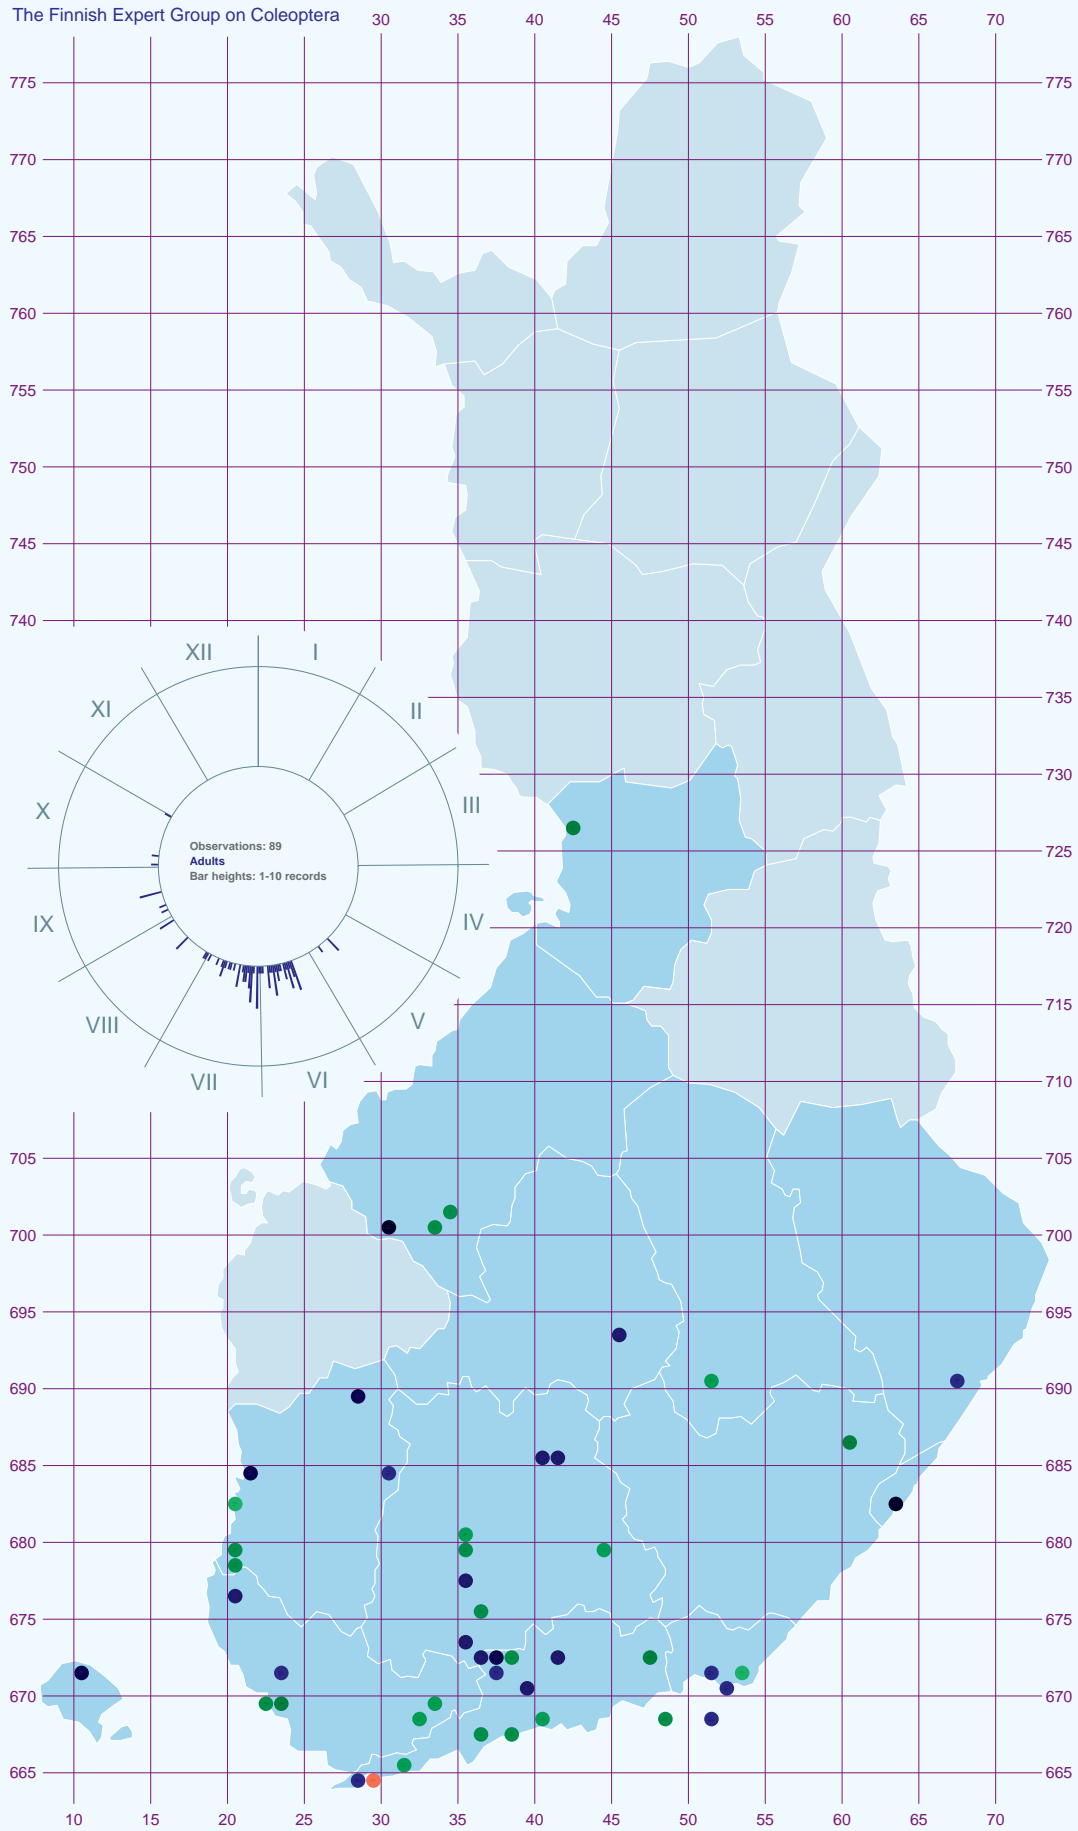 The Finnish Expert Group on Coleoptera 30 35 40 45 50 55 60 65 70
775 775
770 770
765 765
760 760
755 755
750 750
745 745
740 740
XII I
735
XI II
730
X III
725
Observations: 89
Adults
Bar heights: 1-10 records
IX IV 720
715
VIII V
VII VI
710
705 705
700 700
695 695
690 690
685 685
680 680
675 675
670 670
665 665
10 15 20 25 30 35 40 45 50 55 60 65 70